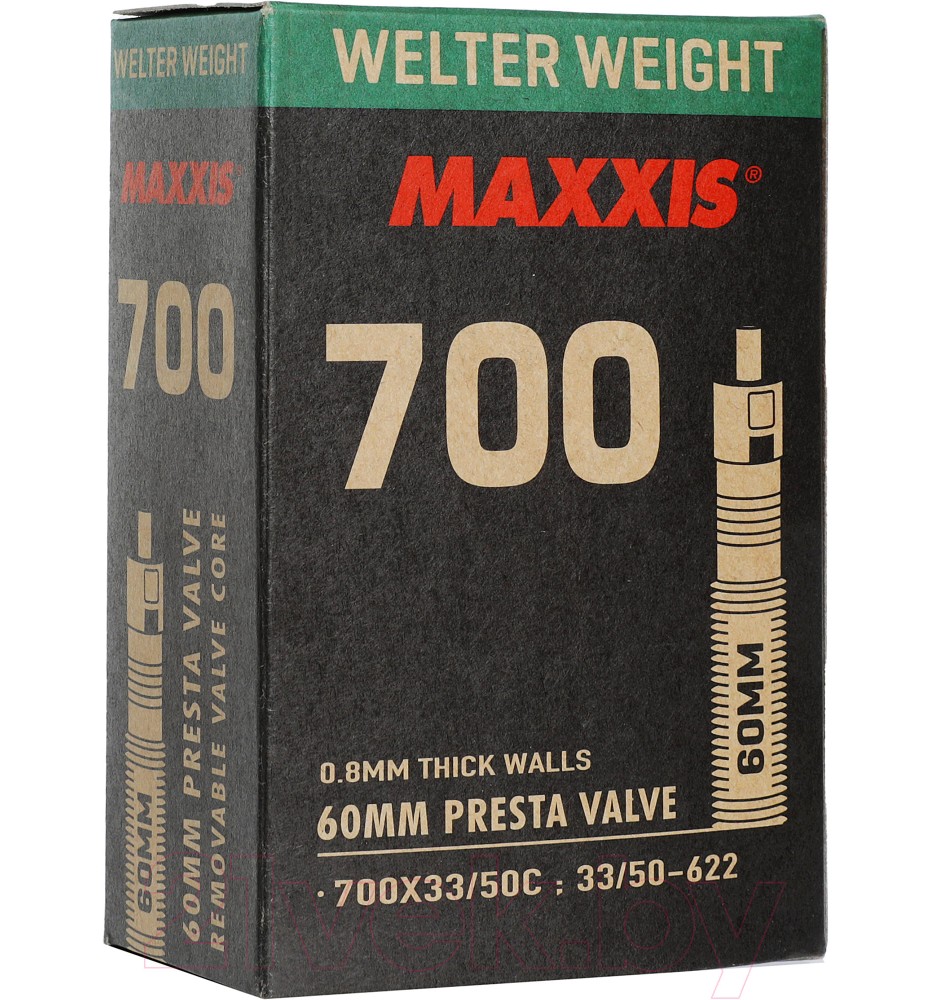 WELTER WEIGHT
MAXXIS®
700
60MM
0.8MM THICK WALLS
60MM PRESTA VALVE
· 700X33/50C : 33/50-622
WELTER WEIGHT
MAXXIS
700
60MM
60MM PRESTA VALVE
REMOVABLE VALVE CORE